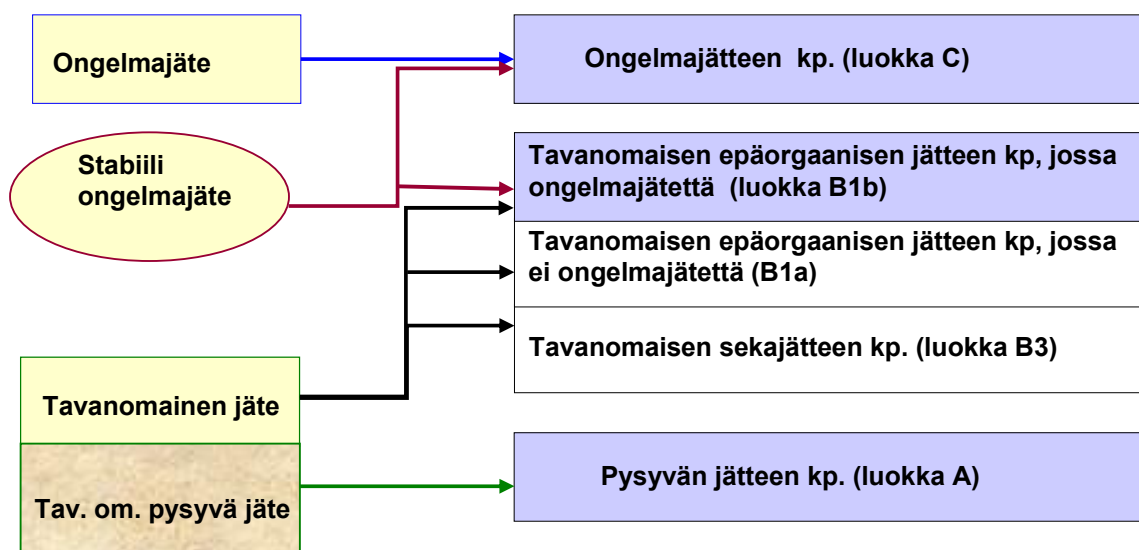 Ongelmajäte
Stabiili
ongelmajäte
Tavanomainen jäte
Tav. om. pysyvä jäte
Ongelmajätteen kp. (luokka C)
Tavanomaisen epäorgaanisen jätteen kp, jossa
ongelmajätettä (luokka B1b)
Tavanomaisen epäorgaanisen jätteen kp, jossa
ei ongelmajätettä (B1a)
Tavanomaisen sekajätteen kp. (luokka B3)
Pysyvän jätteen kp. (luokka A)